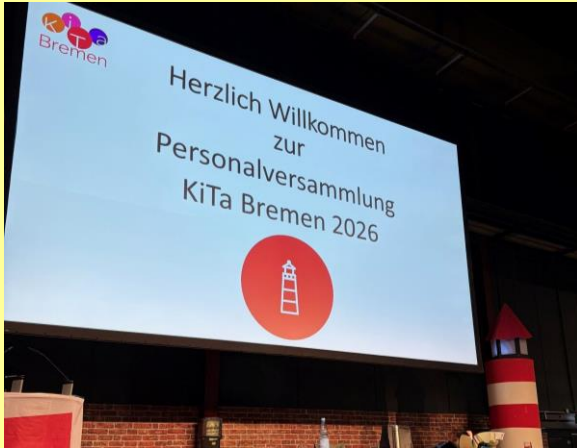 KiTa
Bremen
Herzlich Willkommen
zur
Personalversammlung
KiTa Bremen 2026